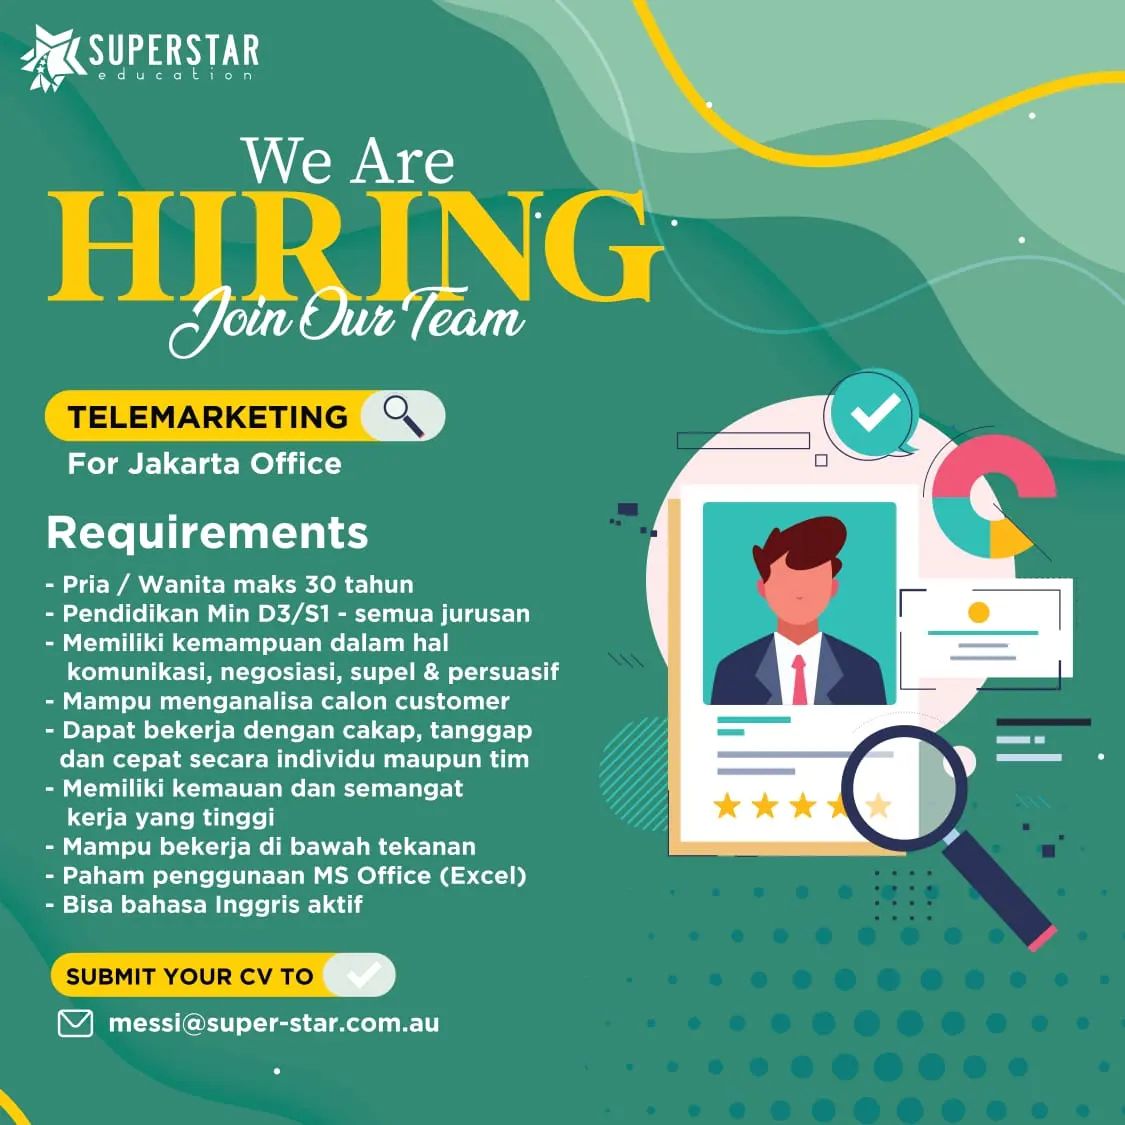 SUPERSTAR
education
We Are
HIRING
Join Our Team
TELEMARKETING
For Jakarta Office
Requirements
- Pria / Wanita maks 30 tahun
- Pendidikan Min D3/S1 - semua jurusan
- Memiliki kemampuan dalam hal
komunikasi, negosiasi, supel & persuasif
- Mampu menganalisa calon customer
- Dapat bekerja dengan cakap, tanggap
dan cepat secara individu maupun tim
- Memiliki kemauan dan semangat
kerja yang tinggi
- Mampu bekerja di bawah tekanan
- Paham penggunaan MS Office (Excel)
- Bisa bahasa Inggris aktif
SUBMIT YOUR CV TO
messi@super-star.com.au